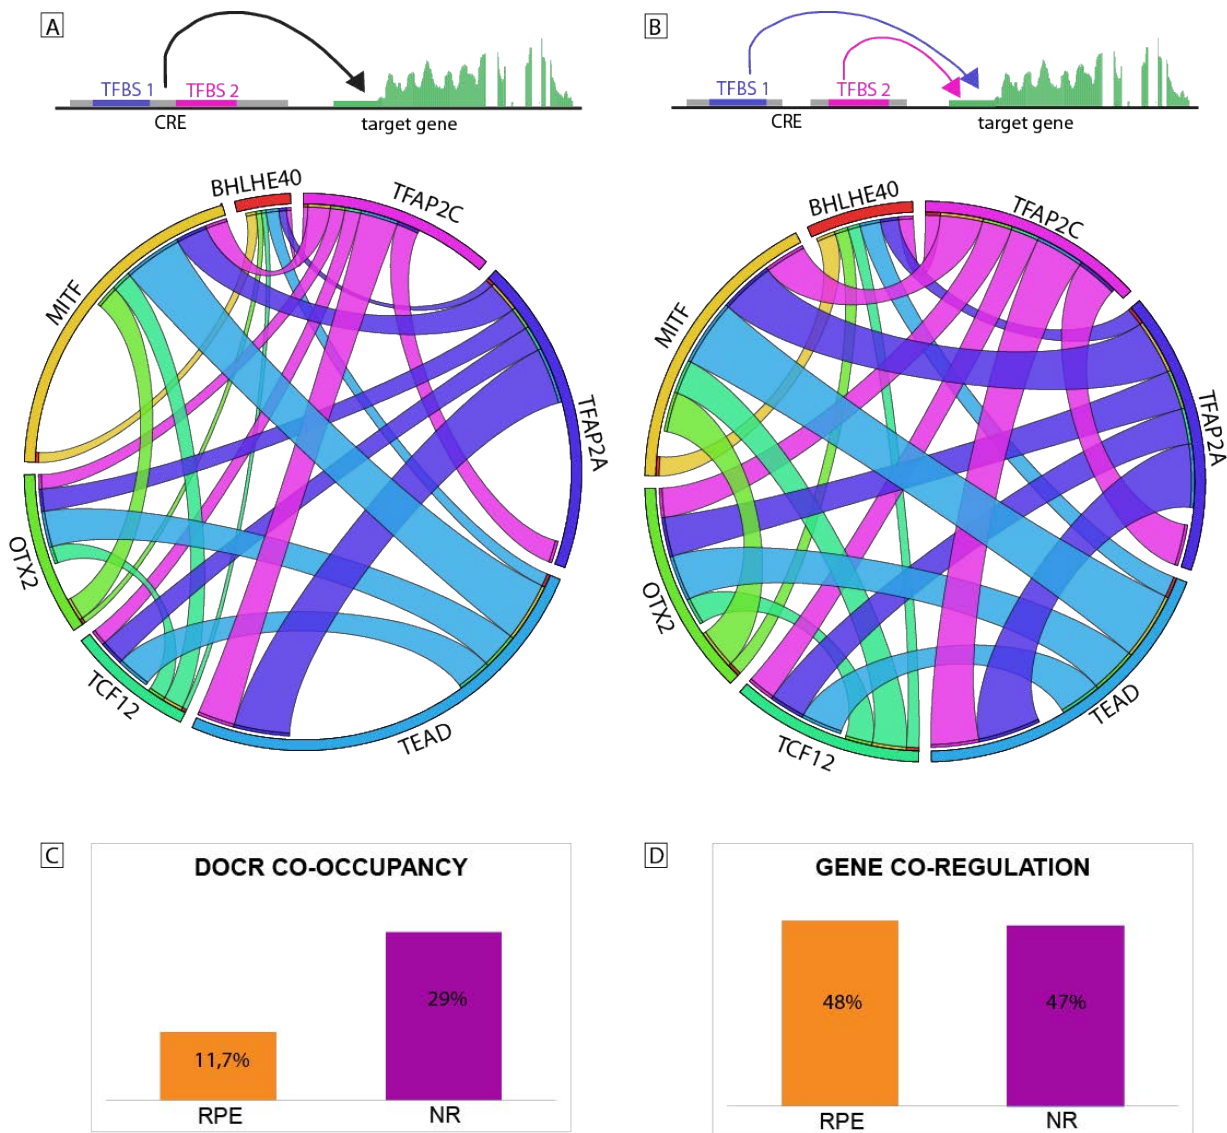 A
TFBS 1
TFBS 2
CRE
target gene
B
TFBS 1
TFBS 2
CRE
target gene
BHLHE40
TFAP2C
TFAP2A
TEAD
TCF12
OTX2
MITF
BHLHE40
TFAP2C
TFAP2A
TEAD
TCF12
OTX2
MITF
C
DOCR CO-OCCUPANCY
29%
11,7%
RPE
NR
D
GENE CO-REGULATION
48%
47%
RPE
NR